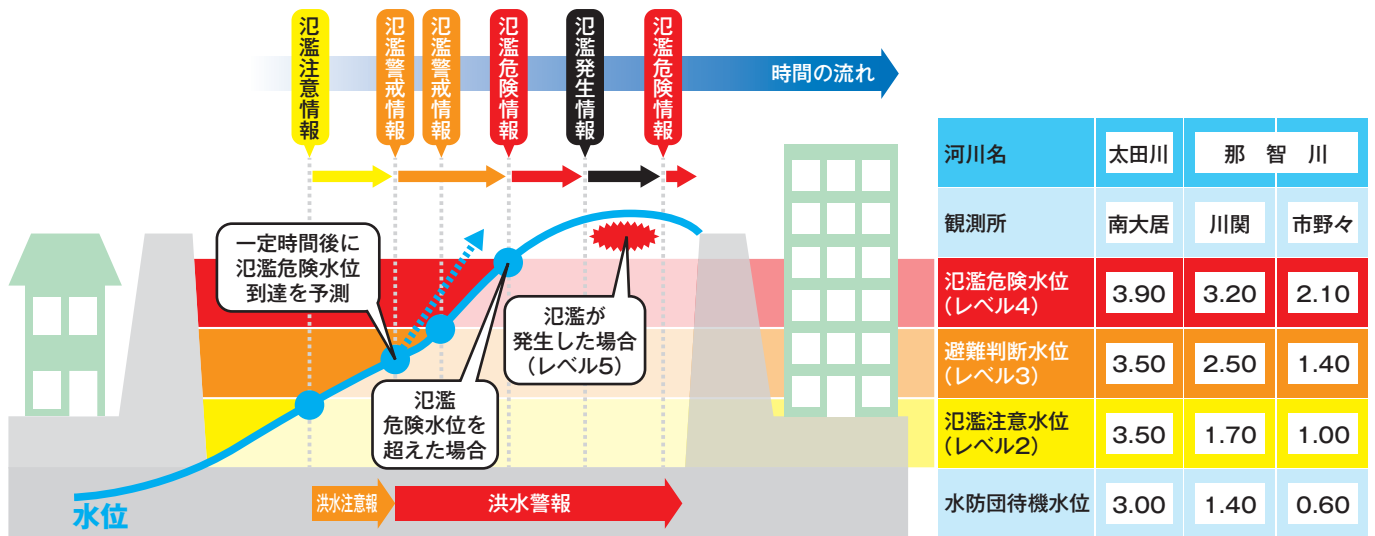 氾濫注意情報
氾濫警戒情報
氾濫警戒情報
氾濫危険情報
氾濫発生情報
氾濫危険情報
時間の流れ
一定時間後に
氾濫危険水位
到達を予測
氾濫
危険水位を
超えた場合
氾濫が
発生した場合
(レベル5)
水位
洪水注意報
洪水警報
河川名 太田川 那智川
観測所 南大居 川関 市野々
氾濫危険水位
(レベル4)
3.90 3.20 2.10
避難判断水位
(レベル3)
3.50 2.50 1.40
氾濫注意水位
(レベル2)
3.50 1.70 1.00
水防団待機水位 3.00 1.40 0.60